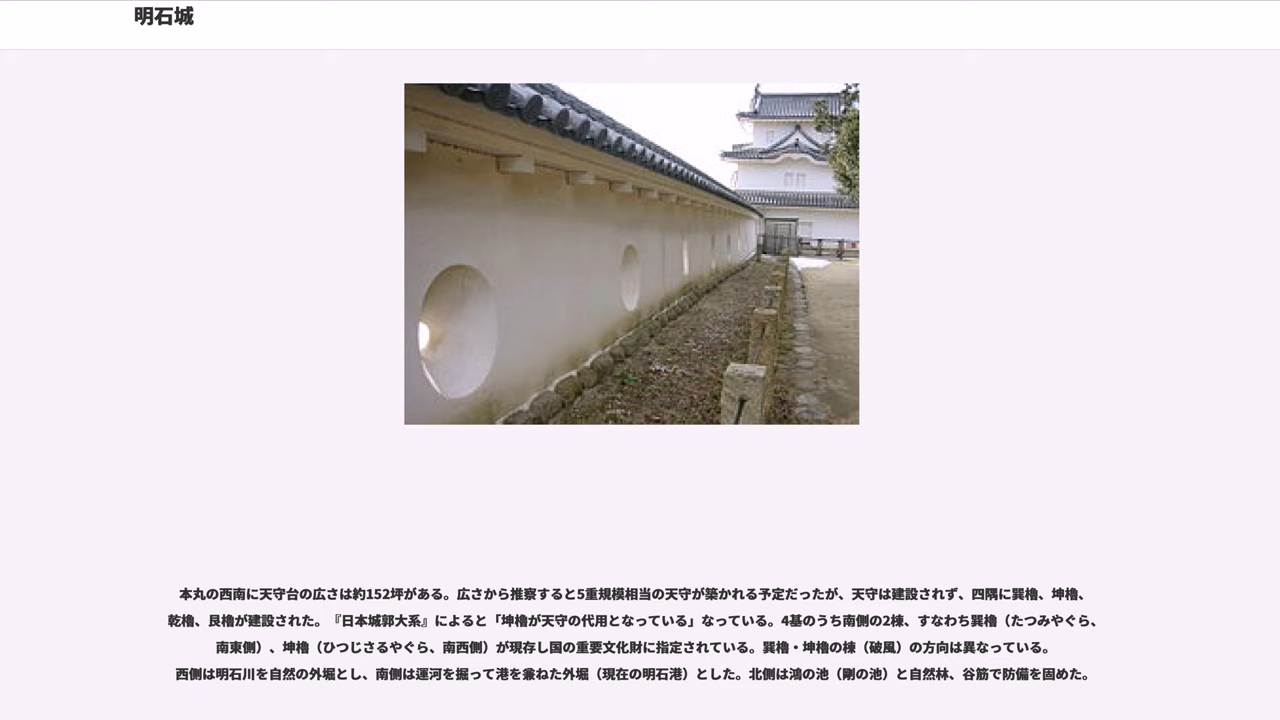 明石城
本丸の西南に天守台の広さは約152坪がある。広さから推察すると5重規模相当の天守が築かれる予定だったが、天守は建設されず、四隅に巽櫓、坤櫓、
乾櫓、艮櫓が建設された。『日本城郭大系』によると「坤櫓が天守の代用となっている」なっている。4基のうち南側の2棟、すなわち巽櫓（たつみやぐら、
南東側）、坤櫓（ひつじさるやぐら、南西側）が現存し国の重要文化財に指定されている。巽櫓・坤櫓の棟（破風）の方向は異なっている。
西側は明石川を自然の外堀とし、南側は運河を掘って港を兼ねた外堀（現在の明石港）とした。北側は鴻の池（剛の池）と自然林、谷筋で防備を固めた。